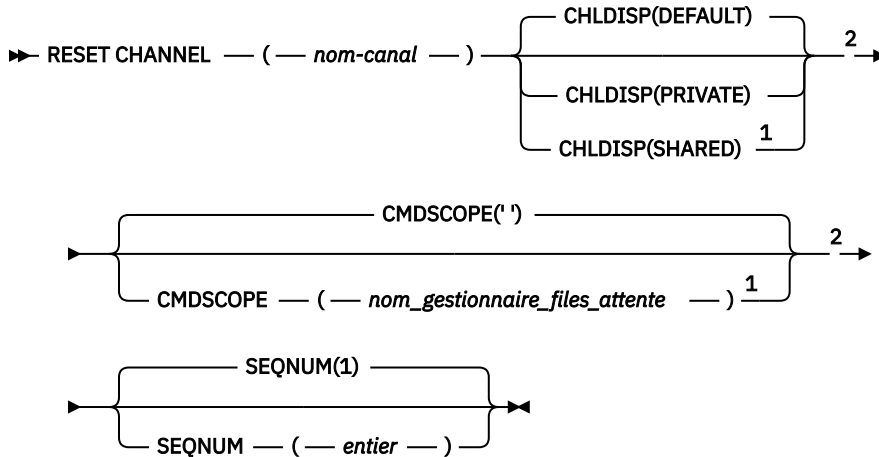 CHLDISP(DEFAULT)
RESET CHANNEL ( nom-canal ) 2
CHLDISP(PRIVATE)
CHLDISP(SHARED) 1
CMDSCOPE(' ')
2
CMDSCOPE ( nom_gestionnaire_files_attente ) 1
SEQNUM(1)
SEQNUM ( entier )